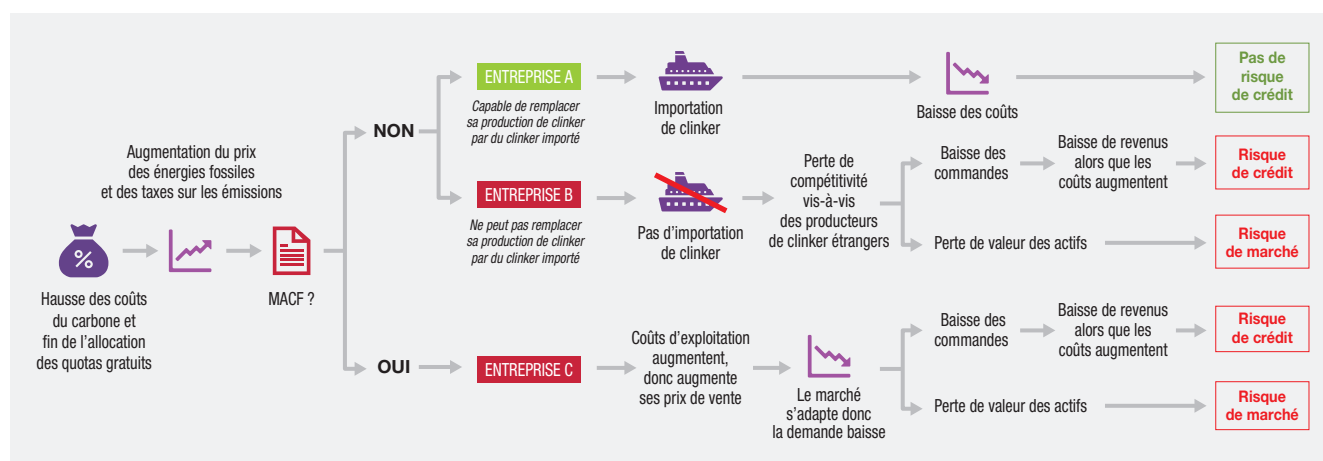 Hausse des coûts
du carbone et
fin de l’allocation
des quotas gratuits
%
Augmentation du prix
des énergies fossiles
et des taxes sur les émissions
MACF ?
NON
ENTREPRISE A
Capable de remplacer
sa production de clinker
par du clinker importé
Importation
de clinker
Baisse des coûts
Pas de
risque
de crédit
ENTREPRISE B
Ne peut pas remplacer
sa production de clinker
par du clinker importé
Pas d’importation
de clinker
Perte de
compétitivité
vis-à-vis
des producteurs
de clinker étrangers
Baisse des
commandes
Baisse de revenus
alors que les
coûts augmentent
Risque
de crédit
Perte de valeur des actifs
Risque
de marché
OUI
ENTREPRISE C
Coûts d’exploitation
augmentent,
donc augmente
ses prix de vente
Le marché
s’adapte donc
la demande baisse
Baisse des
commandes
Baisse de revenus
alors que les
coûts augmentent
Risque
de crédit
Perte de valeur des actifs
Risque
de marché